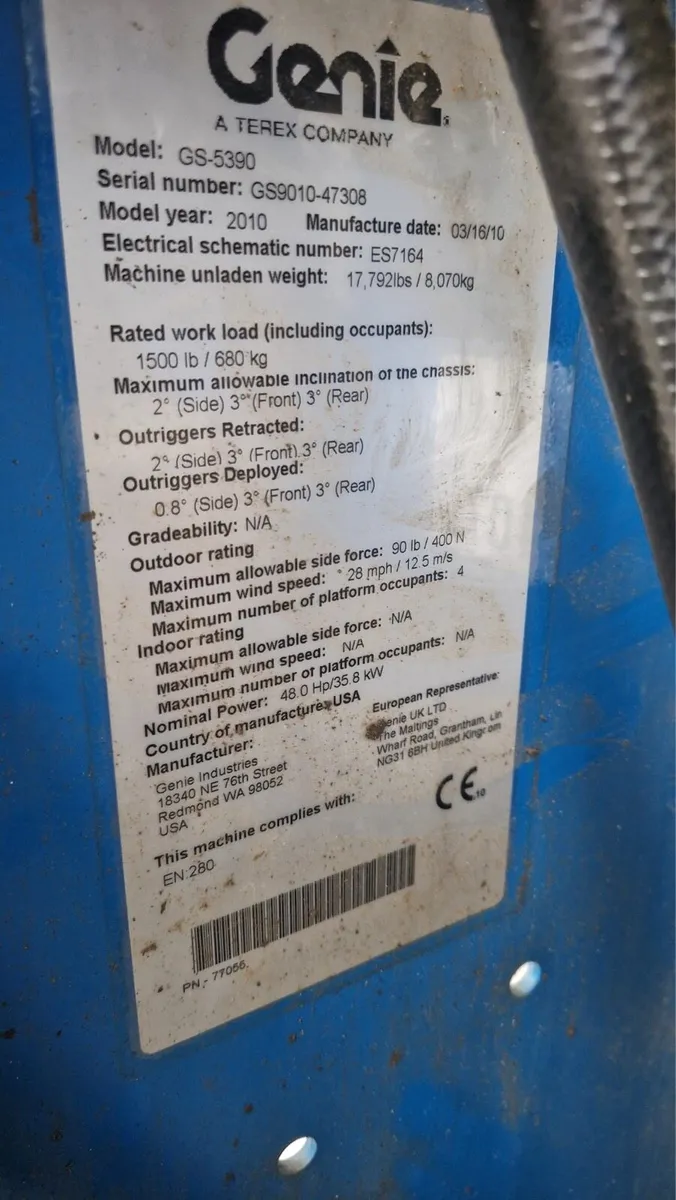 Genie
A TEREX COMPANY
Model: GS-5390
Serial number: GS9010-47308
Model year: 2010 Manufacture date: 03/16/10
Electrical schematic number: ES7164
Machine unladen weight: 17,792lbs / 8,070kg
Rated work load (including occupants):
1500 lb / 680 kg
Maximum allowable inclination of the chassis:
2° (Side) 3° (Front) 3° (Rear)
Outriggers Retracted:
2° (Side) 3° (Front) 3° (Rear)
Outriggers Deployed:
0.8° (Side) 3° (Front) 3° (Rear)
Gradeability: N/A
Outdoor rating
Maximum allowable side force: 90 lb / 400 N
Maximum wind speed: 28 mph / 12.5 m/s
Maximum number of platform occupants: 4
Indoor rating
Maximum allowable side force: N/A
Maximum wind speed: N/A
Maximum number of platform occupants: N/A
Nominal Power: 48.0 Hp/35.8 kW
Country of manufacture: USA
Manufacturer:
Genie Industries
18340 NE 76th Street
Redmond WA 98052
USA
European Representative:
Genie UK LTD
The Maltings
Wharf Road, Grantham, Lin
NG31 6BH United Kingdom
CE 10
This machine complies with:
EN 280
PN - 77055